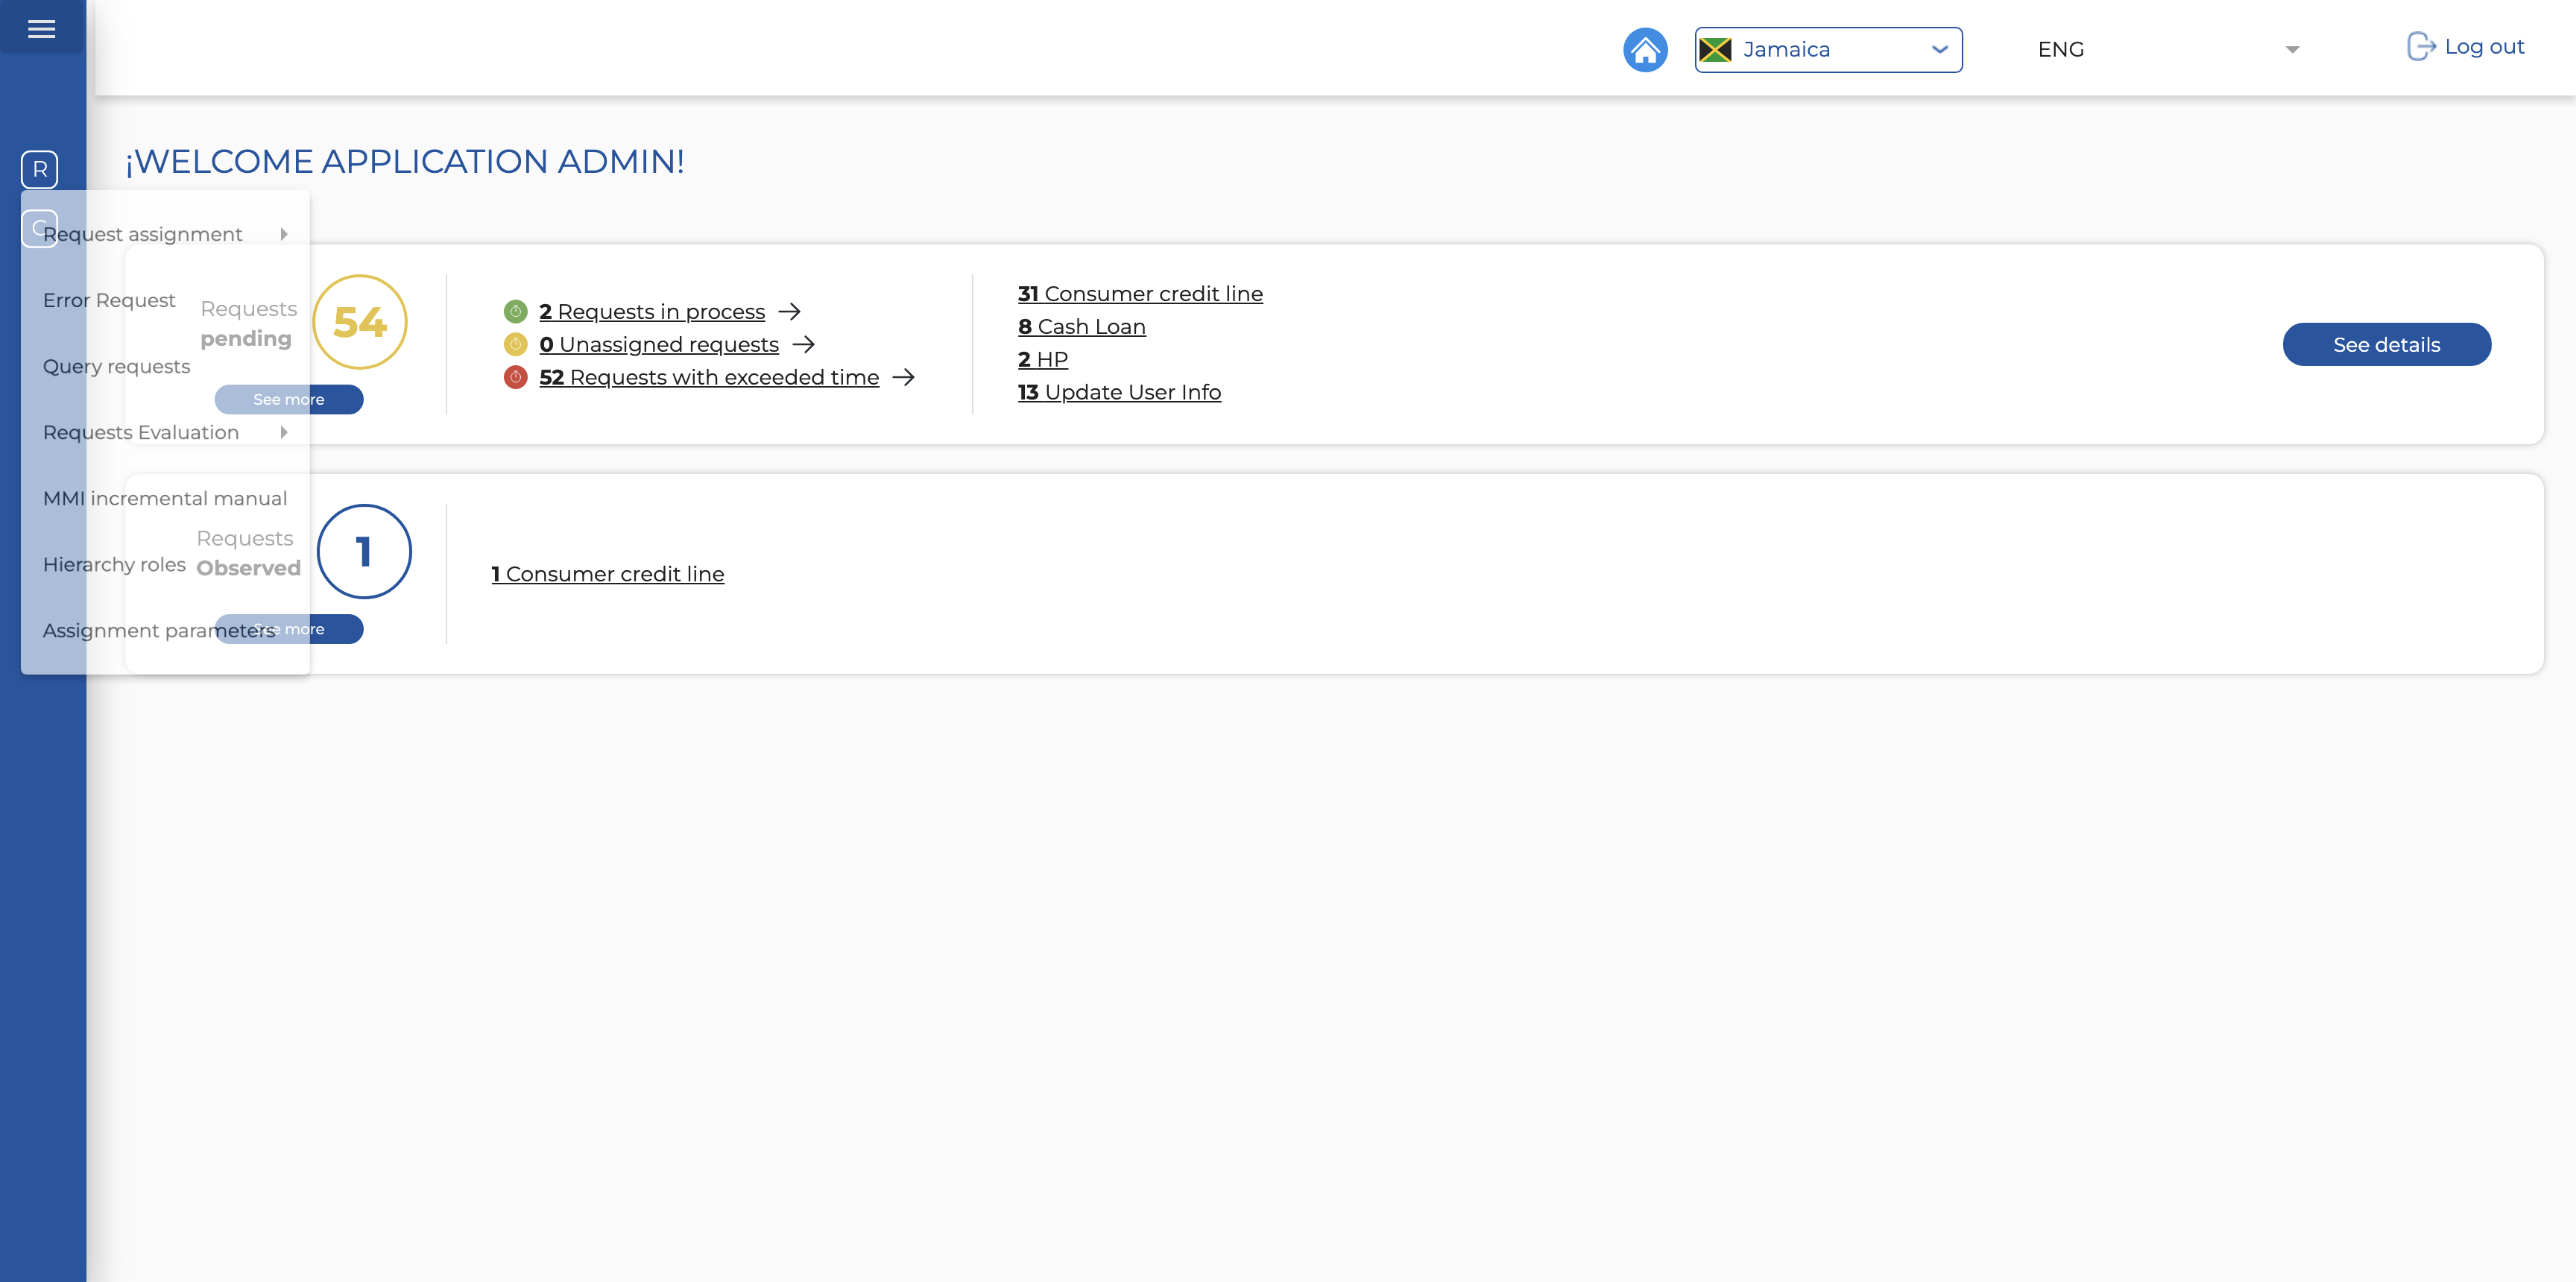 Jamaica
ENG
Log out
¡WELCOME APPLICATION ADMIN!
R
C
Request assignment
Error Request
Query requests
Requests Evaluation
MMI incremental manual
Hierarchy roles
Assignment parameters
Requests
pending
54
See more
2 Requests in process
0 Unassigned requests
52 Requests with exceeded time
31 Consumer credit line
8 Cash Loan
2 HP
13 Update User Info
See details
Requests
Observed
1
See more
1 Consumer credit line